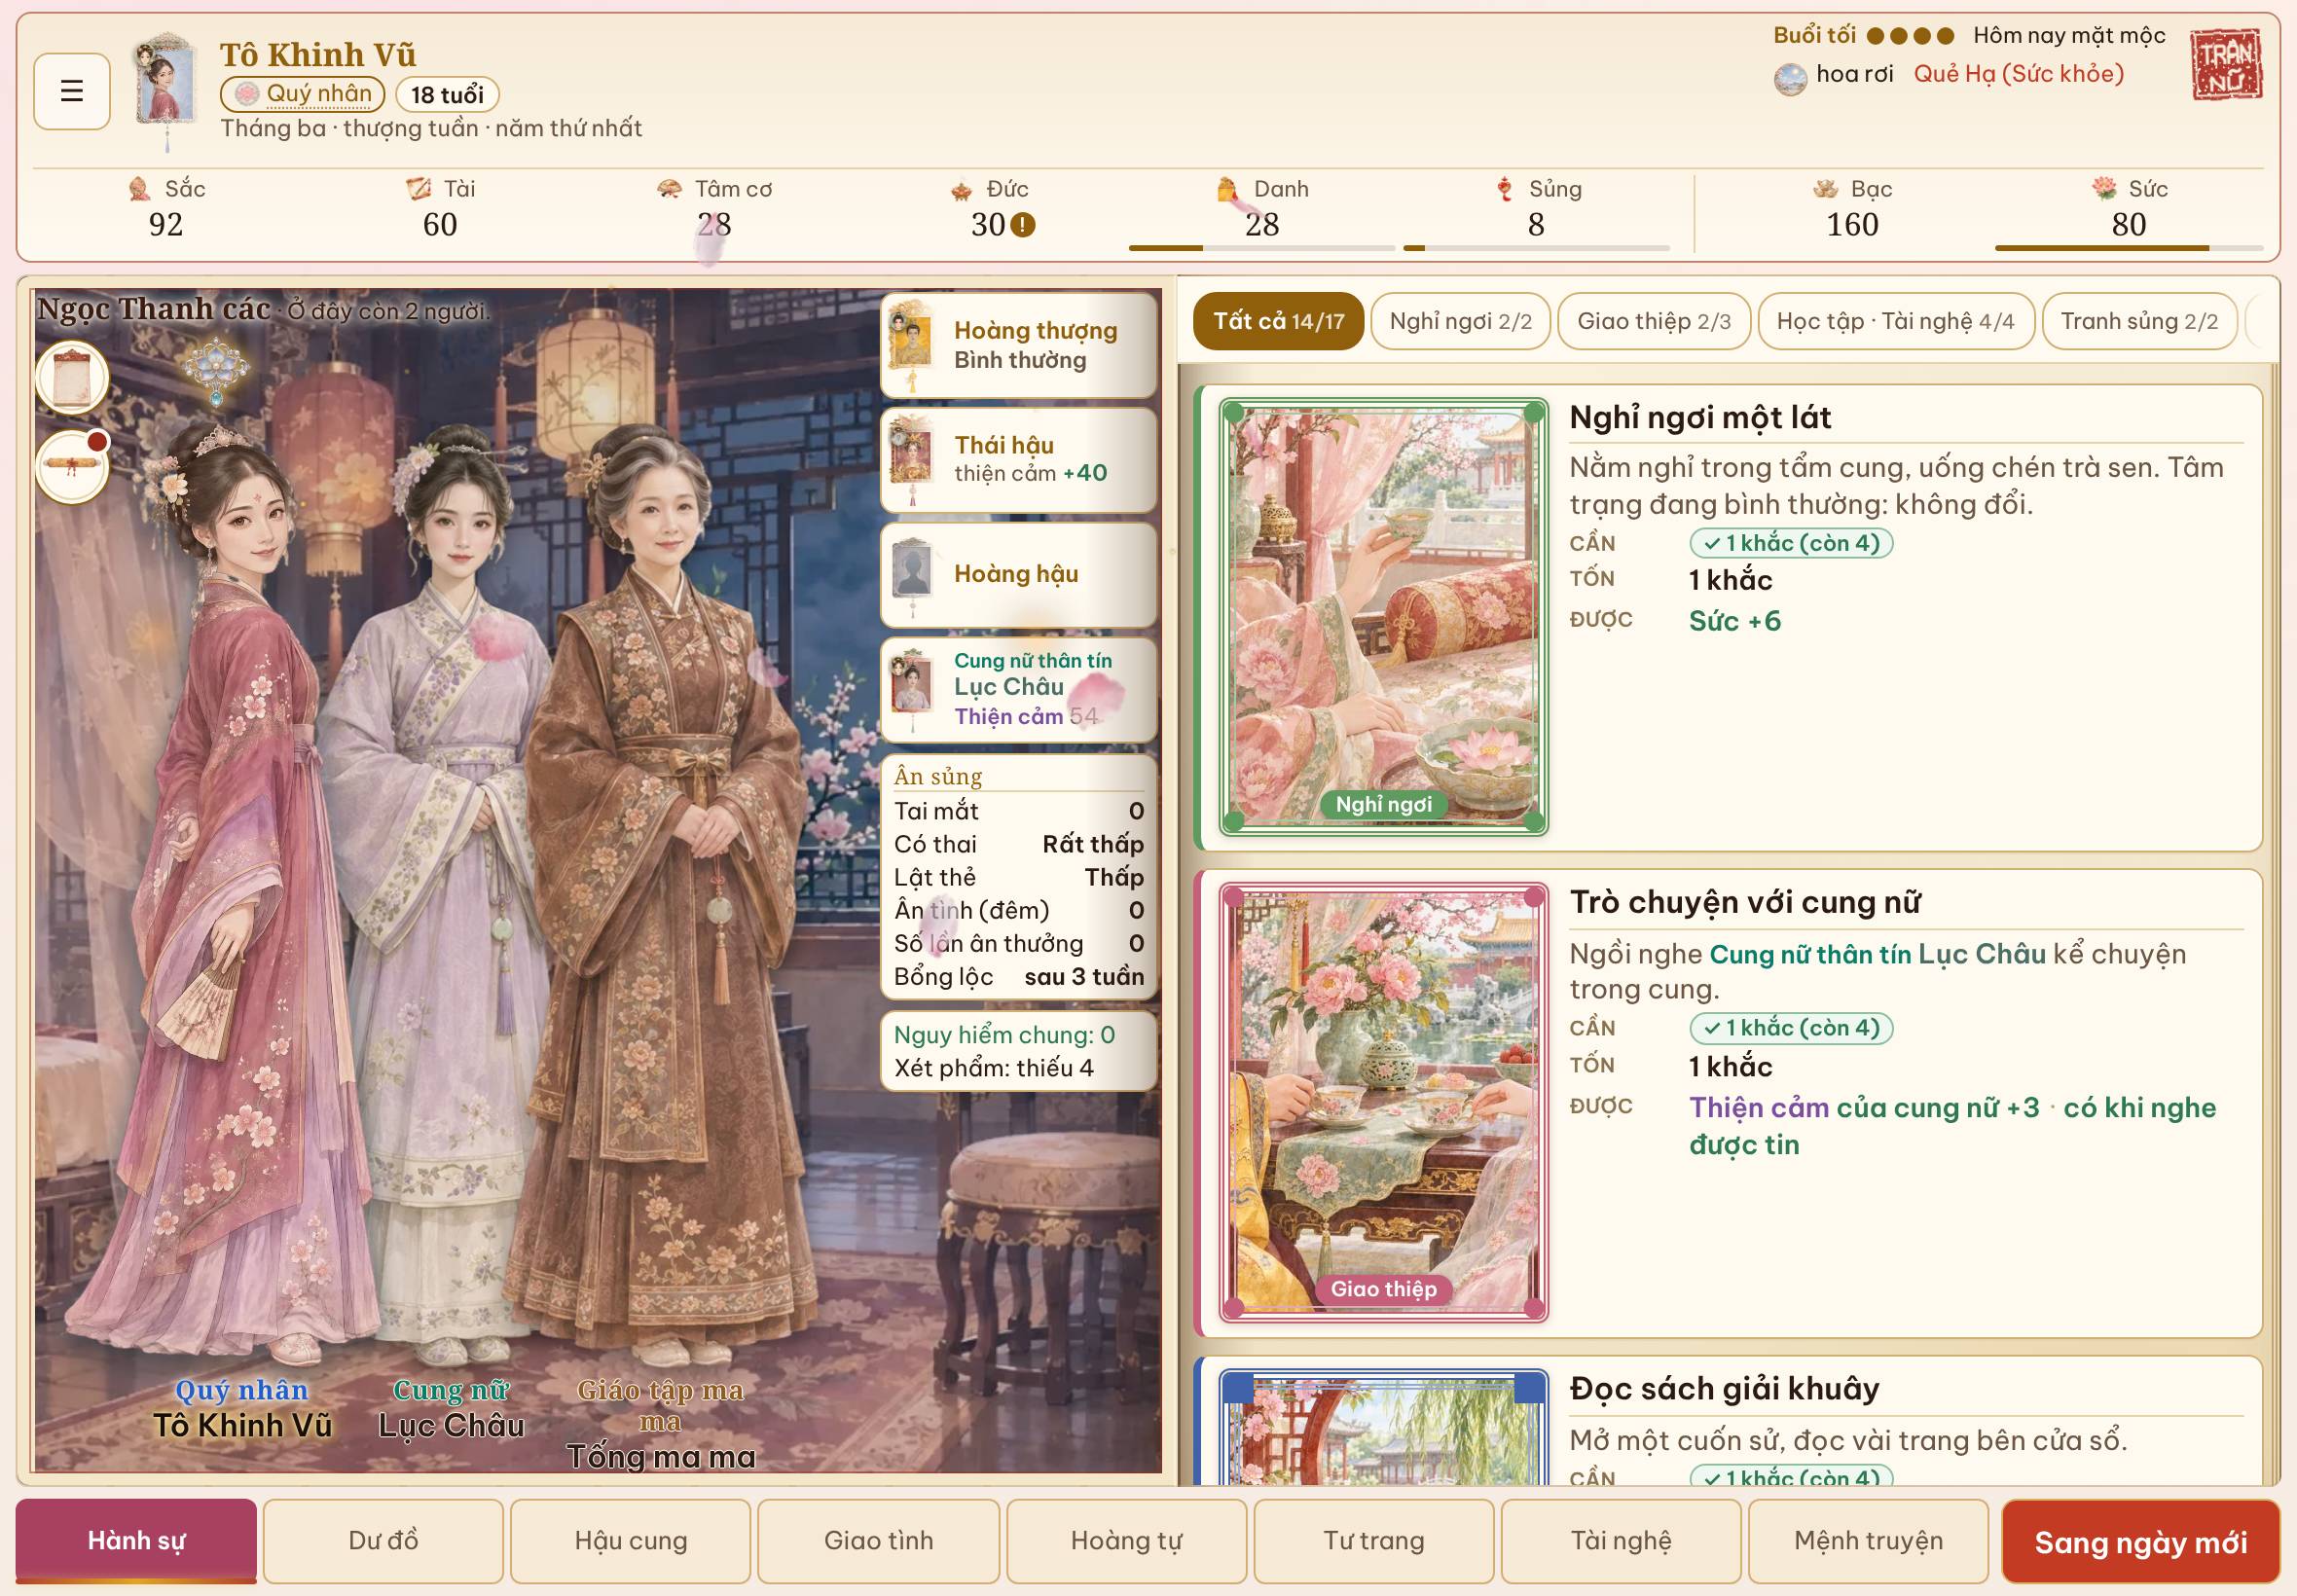 Tô Khinh Vũ
Quý nhân
18 tuổi
Tháng ba · thượng tuần · năm thứ nhất
Buổi tối
Hôm nay mặt mộc
hoa rơi
Quẻ Hạ (Sức khỏe)
TRÂN
NỮ
Sắc
92
Tài
60
Tâm cơ
28
Đức
30 !
Danh
28
Sủng
8
Bạc
160
Sức
80
Ngọc Thanh các · Ở đây còn 2 người.
Hoàng thượng
Bình thường
Thái hậu
thiện cảm +40
Hoàng hậu
Cung nữ thân tín
Lục Châu
Thiện cảm 54
Ân sủng
Tai mắt 0
Có thai Rất thấp
Lật thẻ Thấp
Ân tình (đêm) 0
Số lần ân thưởng 0
Bổng lộc sau 3 tuần
Nguy hiểm chung: 0
Xét phẩm: thiếu 4
Quý nhân
Tô Khinh Vũ
Cung nữ
Lục Châu
Giáo tập ma
ma
Tống ma ma
Tất cả 14/17
Nghỉ ngơi 2/2
Giao thiệp 2/3
Học tập · Tài nghệ 4/4
Tranh sủng 2/2
Nghỉ ngơi
Nghỉ ngơi một lát
Nằm nghỉ trong tẩm cung, uống chén trà sen. Tâm
trạng đang bình thường: không đổi.
CẦN ✓ 1 khắc (còn 4)
TỐN 1 khắc
ĐƯỢC Sức +6
Giao thiệp
Trò chuyện với cung nữ
Ngồi nghe Cung nữ thân tín Lục Châu kể chuyện
trong cung.
CẦN ✓ 1 khắc (còn 4)
TỐN 1 khắc
ĐƯỢC Thiện cảm của cung nữ +3 · có khi nghe
được tin
Đọc sách giải khuây
Mở một cuốn sử, đọc vài trang bên cửa sổ.
CẦN ✓ 1 khắc (còn 4)
Hành sự
Dư đồ
Hậu cung
Giao tình
Hoàng tự
Tư trang
Tài nghệ
Mệnh truyện
Sang ngày mới